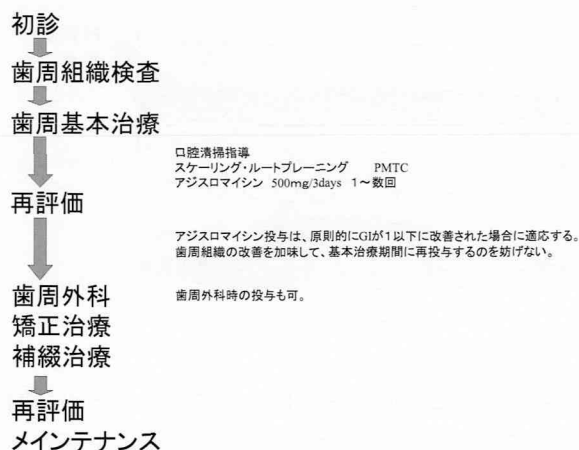 初診
歯周組織検査
歯周基本治療
口腔清掃指導
スケーリング・ルートプレーニング PMTC
アジスロマイシン 500mg/3days 1～数回
再評価
アジスロマイシン投与は、原則的にGIが1以下に改善された場合に適応する。
歯周組織の改善を加味して、基本治療期間に再投与するのを妨げない。
歯周外科
歯周外科時の投与も可。
矯正治療
補綴治療
再評価
メインテナンス